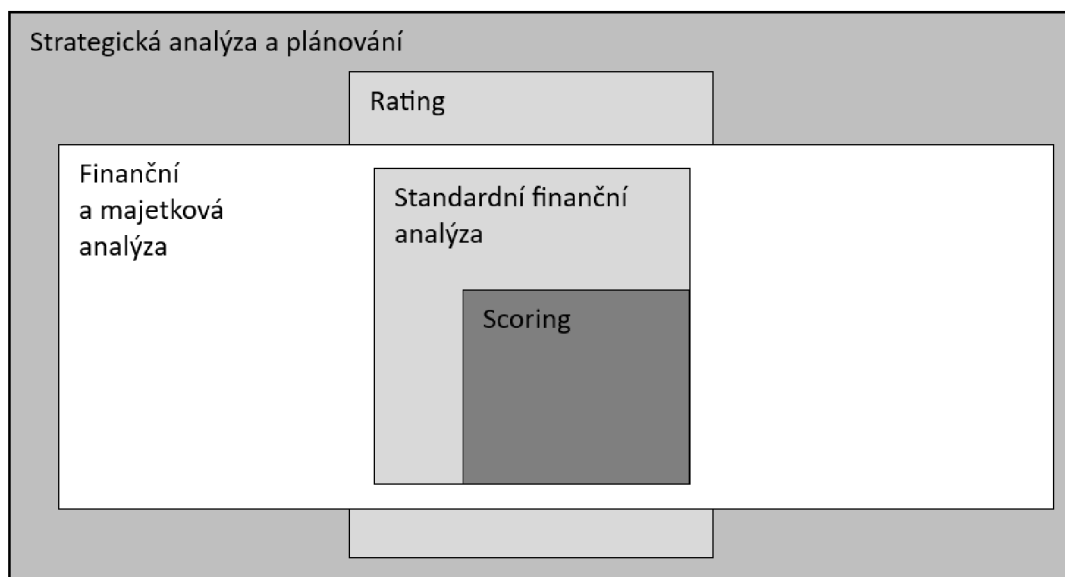 Strategická analýza a plánování
Rating
Finanční
a majetková
analýza
Standardní finanční
analýza
Scoring